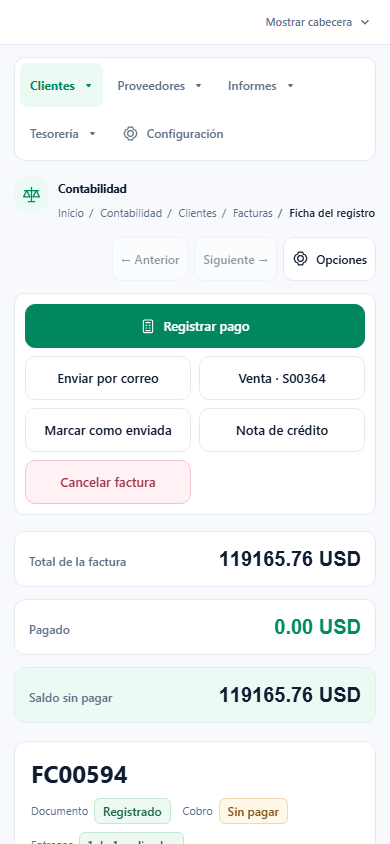 Mostrar cabecera
Clientes Proveedores Informes
Tesorería Configuración
Contabilidad
Inicio / Contabilidad / Clientes / Facturas / Ficha del registro
← Anterior Siguiente → Opciones
Registrar pago
Enviar por correo Venta · S00364
Marcar como enviada Nota de crédito
Cancelar factura
Total de la factura 119165.76 USD
Pagado 0.00 USD
Saldo sin pagar 119165.76 USD
FC00594
Documento Registrado Cobro Sin pagar